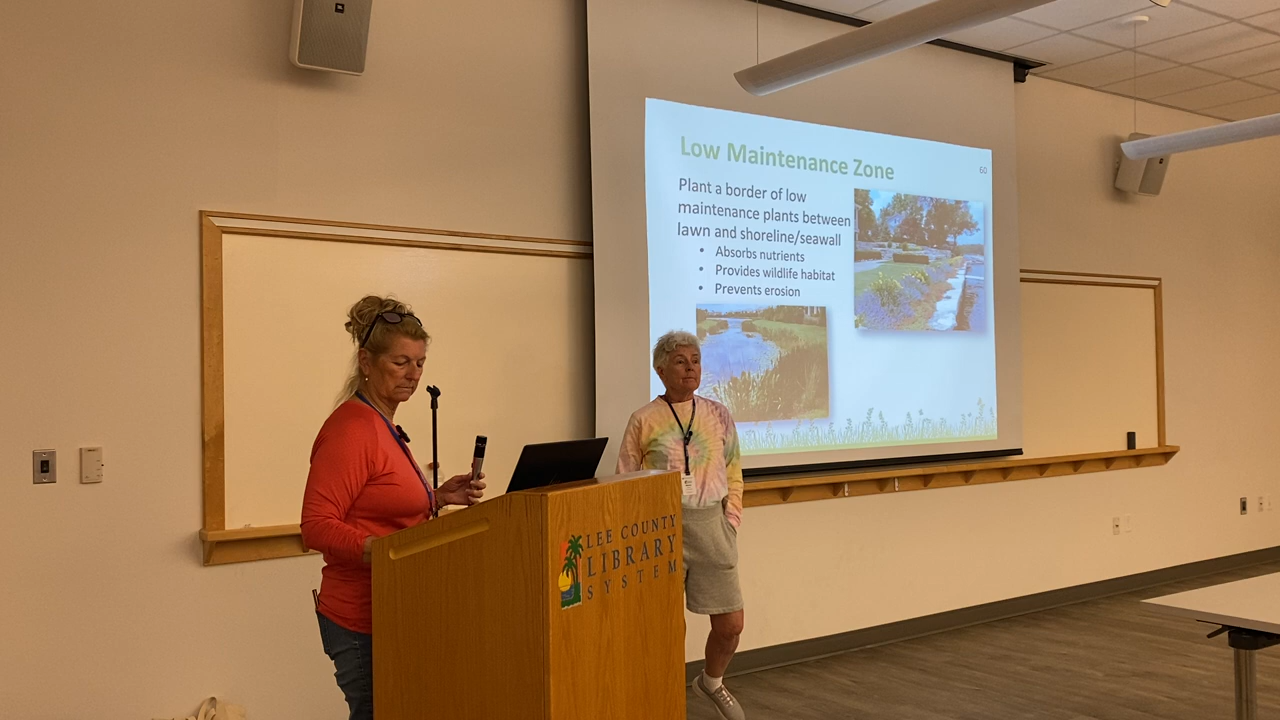 Low Maintenance Zone
60
Plant a border of low
maintenance plants between
lawn and shoreline/seawall
• Absorbs nutrients
• Provides wildlife habitat
• Prevents erosion
LEE COUNTY
LIBRARY
SYSTEM